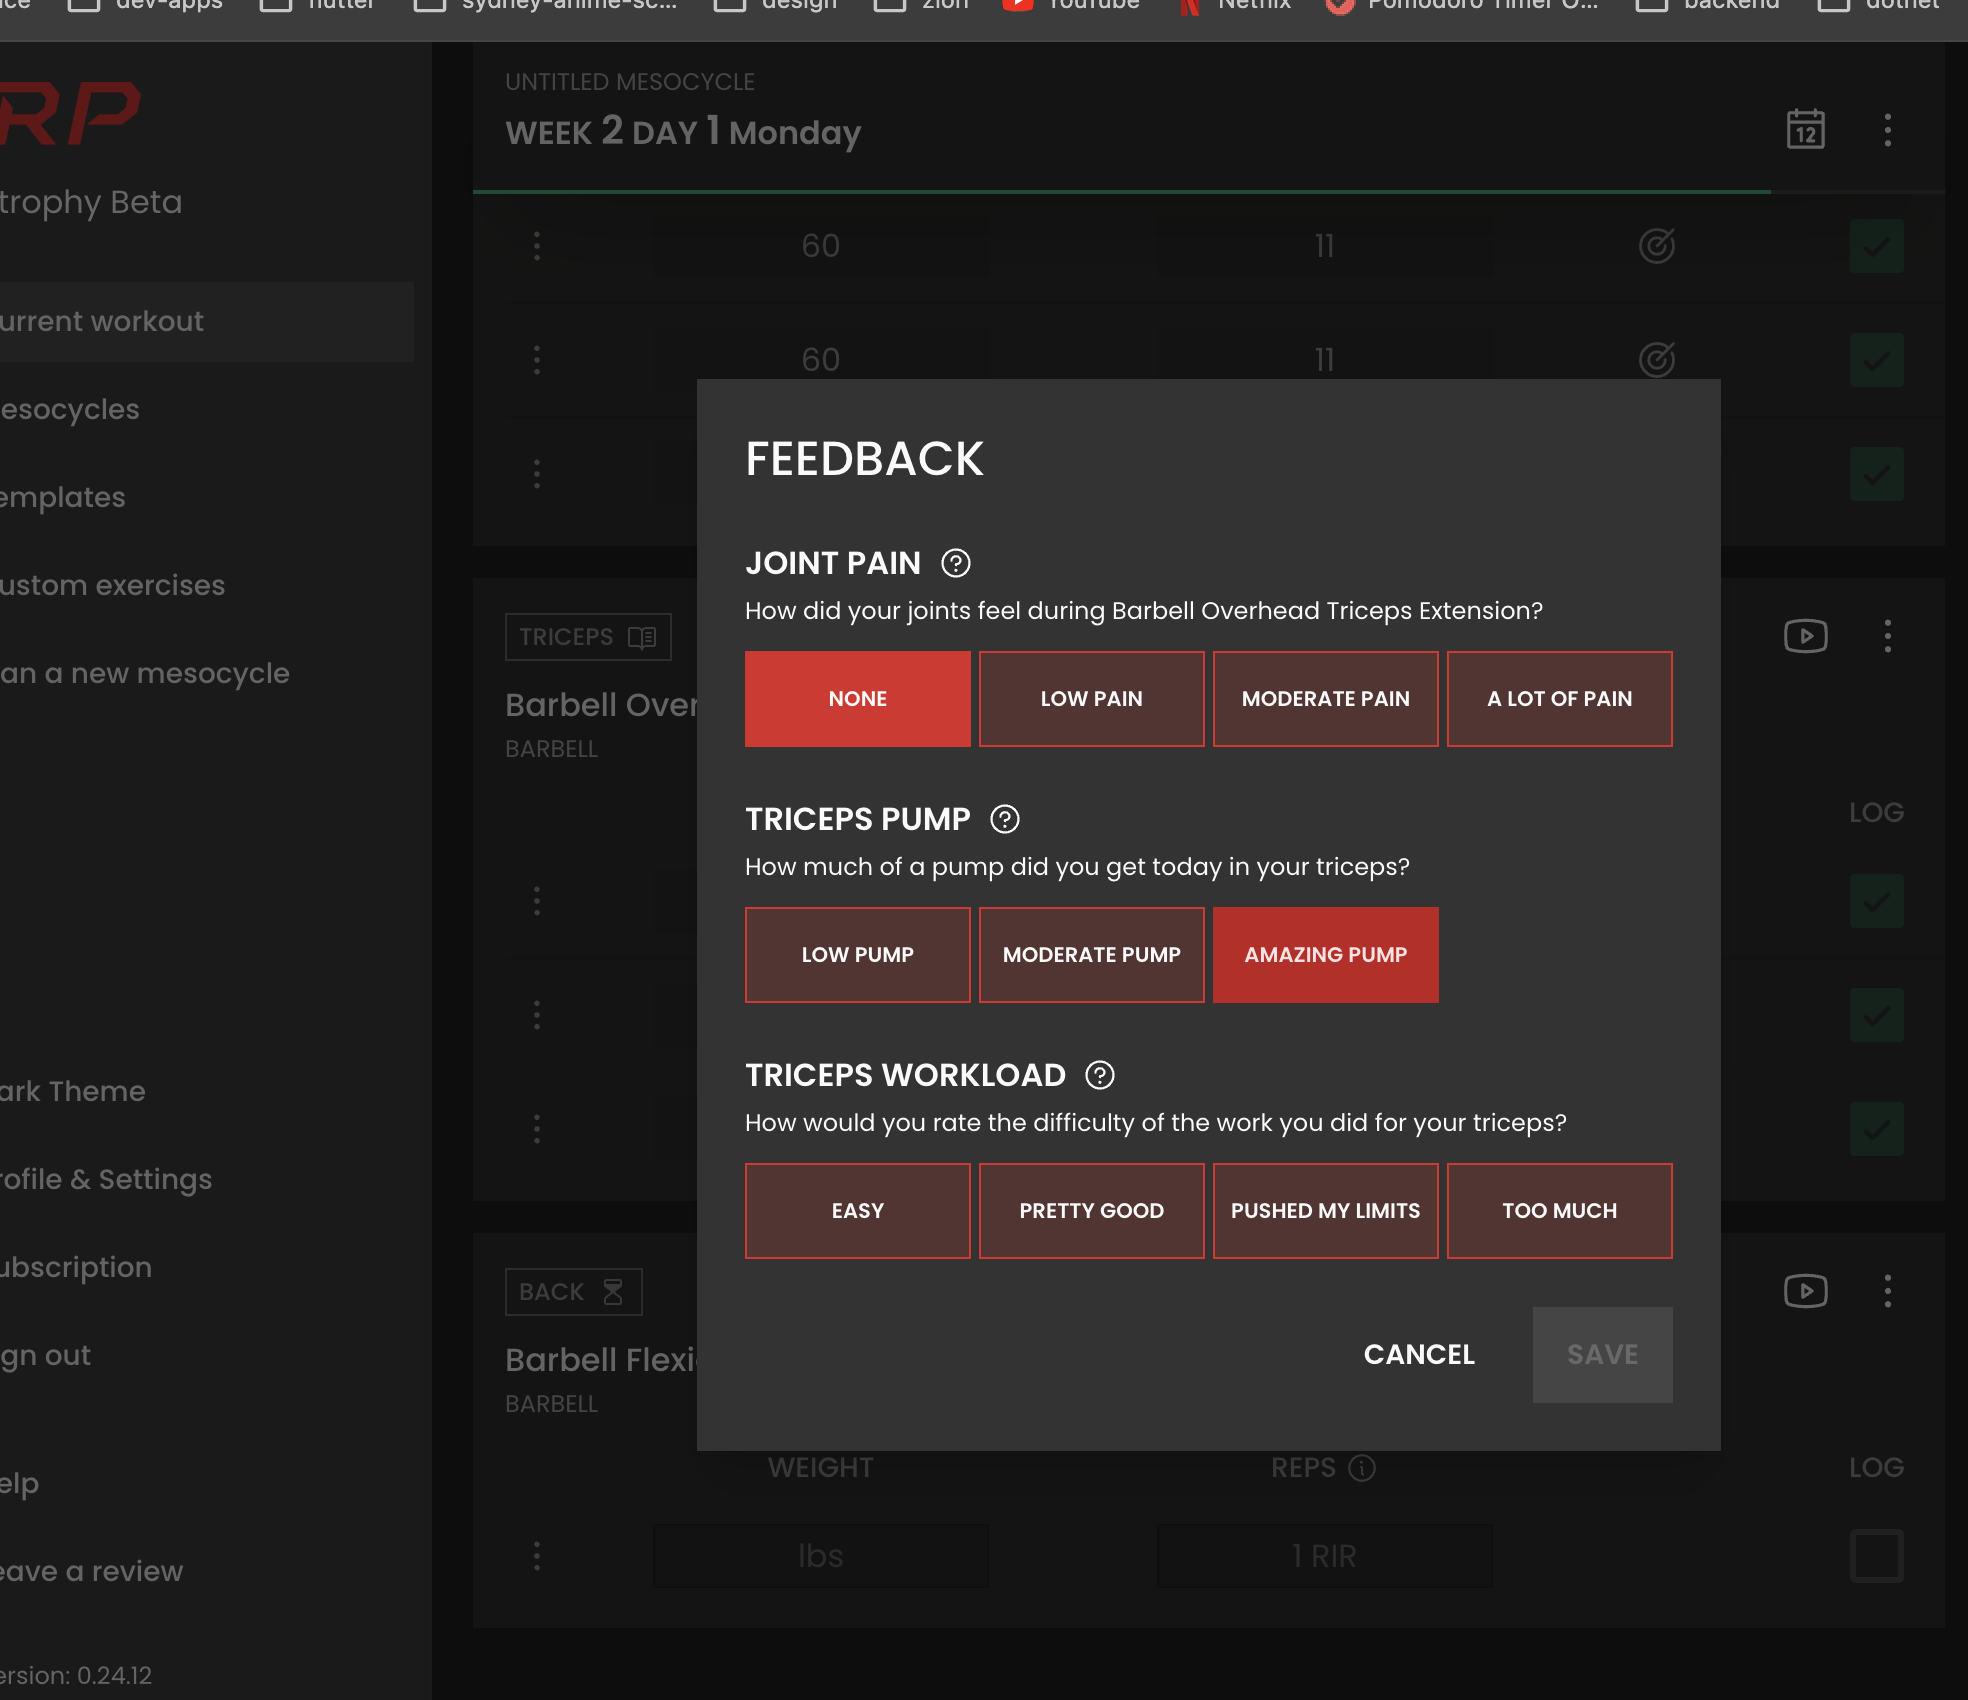 dev-apps
flutter
sydney-anime-sc...
design
zion
YouTube
Netflix
Pomodoro Timer O...
backend
dotnet
RP
trophy Beta
urrent workout
esocycles
emplates
ustom exercises
an a new mesocycle
ark Theme
rofile & Settings
ubscription
gn out
elp
eave a review
ersion: 0.24.12
UNTITLED MESOCYCLE
WEEK 2 DAY 1 Monday
12
60 11
60 11
TRICEPS
Barbell Over
BARBELL
LOG
FEEDBACK
JOINT PAIN ?
How did your joints feel during Barbell Overhead Triceps Extension?
NONE LOW PAIN MODERATE PAIN A LOT OF PAIN
TRICEPS PUMP ?
How much of a pump did you get today in your triceps?
LOW PUMP MODERATE PUMP AMAZING PUMP
TRICEPS WORKLOAD ?
How would you rate the difficulty of the work you did for your triceps?
EASY PRETTY GOOD PUSHED MY LIMITS TOO MUCH
CANCEL SAVE
BACK
Barbell Flexi
BARBELL
WEIGHT REPS LOG
lbs 1 RIR